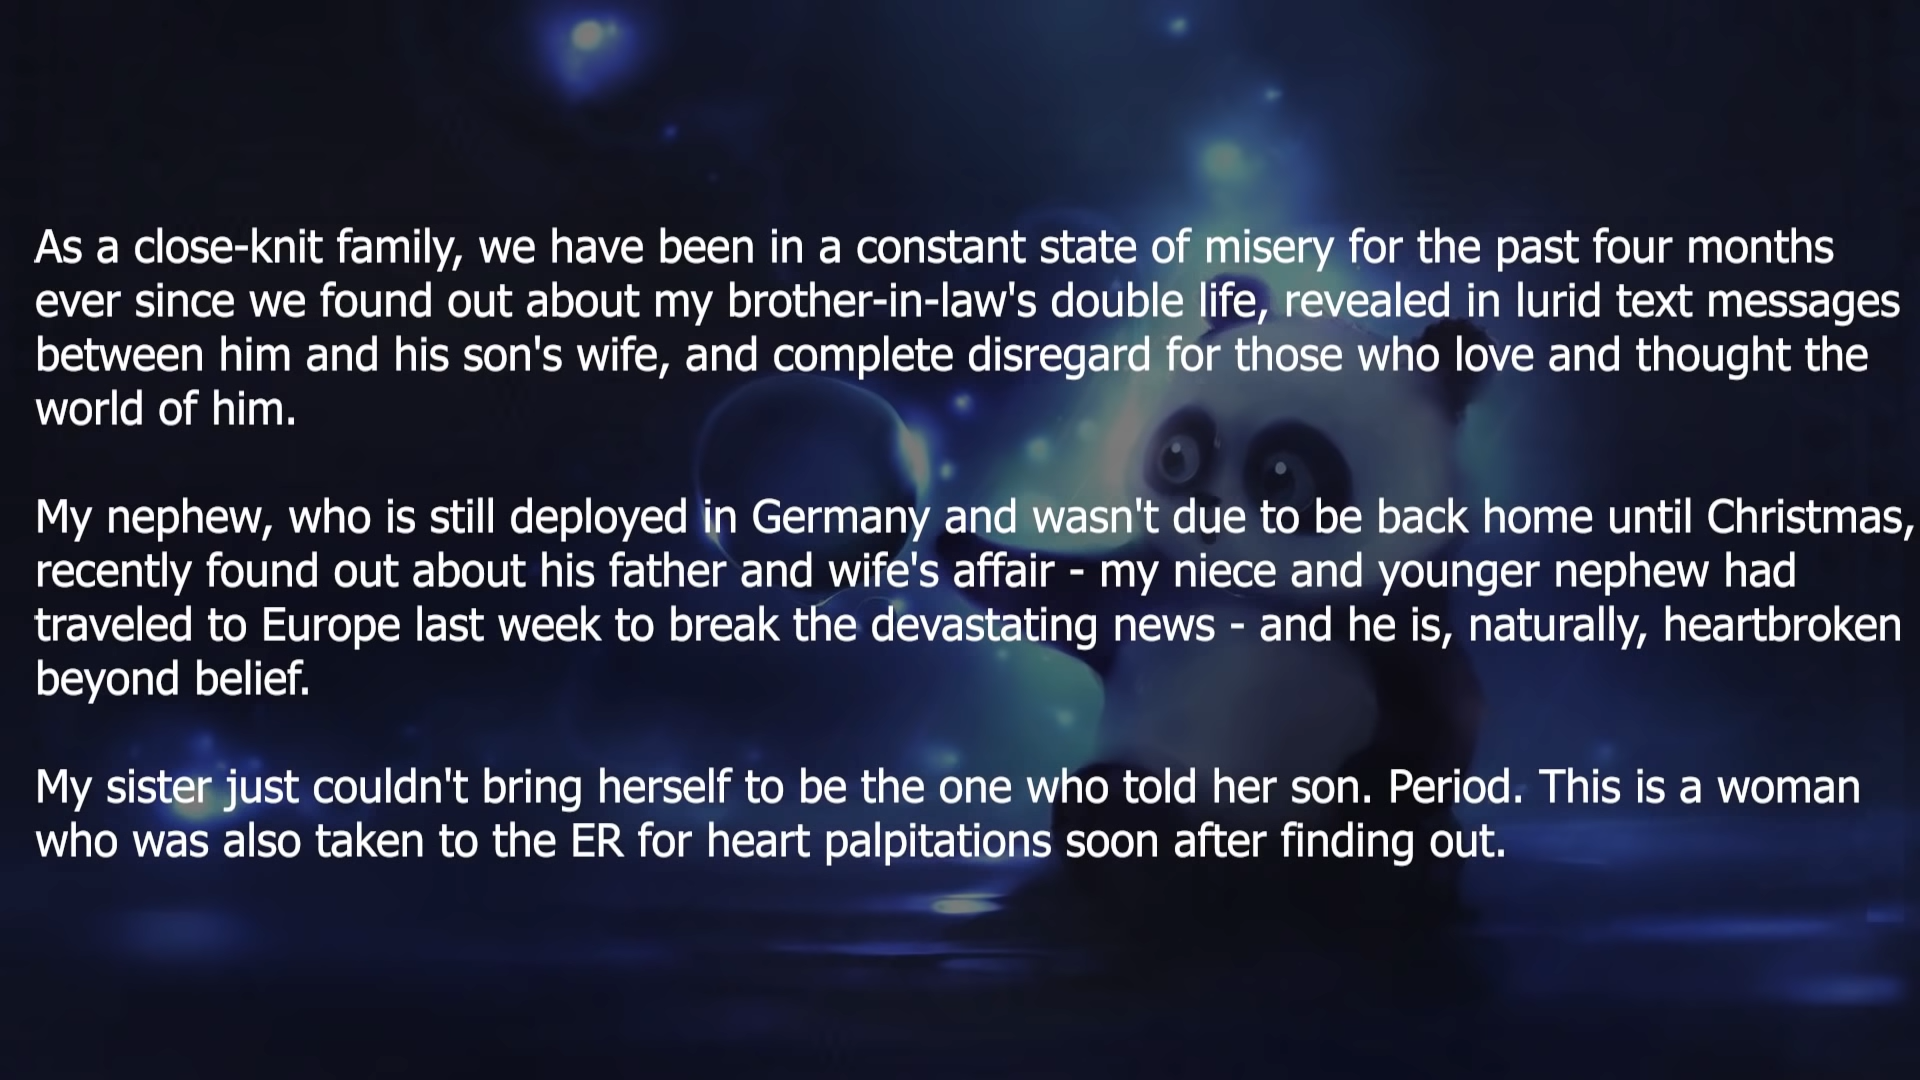 As a close-knit family, we have been in a constant state of misery for the past four months
ever since we found out about my brother-in-law's double life, revealed in lurid text messages
between him and his son's wife, and complete disregard for those who love and thought the
world of him.
My nephew, who is still deployed in Germany and wasn't due to be back home until Christmas,
recently found out about his father and wife's affair - my niece and younger nephew had
traveled to Europe last week to break the devastating news - and he is, naturally, heartbroken
beyond belief.
My sister just couldn't bring herself to be the one who told her son. Period. This is a woman
who was also taken to the ER for heart palpitations soon after finding out.